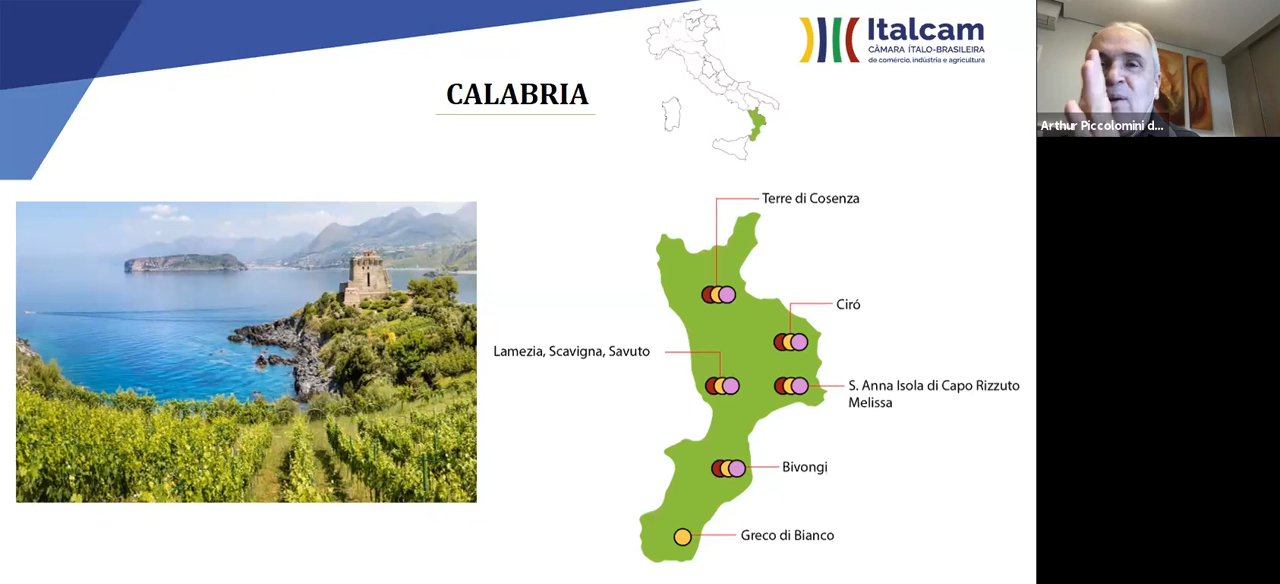 CALABRIA
Italcam
CÂMARA ÍTALO-BRASILEIRA
de comércio, indústria e agricultura
Arthur Piccolomini d...
Terre di Cosenza
Ciró
Lamezia, Scavigna, Savuto
S. Anna Isola di Capo Rizzuto
Melissa
Bivongi
Greco di Bianco